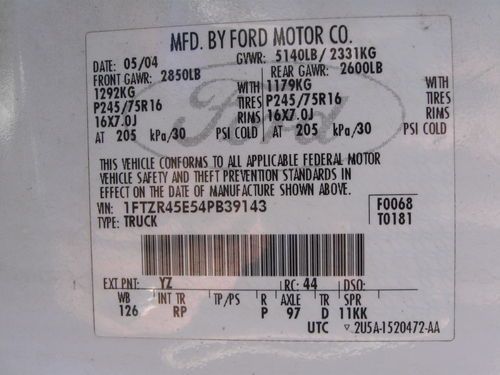 MFD. BY FORD MOTOR CO.
DATE: 05/04 GVWR: 5140LB / 2331KG
FRONT GAWR: 2850LB REAR GAWR: 2600LB
1292KG WITH 1179KG WITH
P245/75R16 TIRES P245/75R16 TIRES
16X7.0J RIMS 16X7.0J RIMS
AT 205 kPa/30 PSI COLD AT 205 kPa/30 PSI COLD
Ford
THIS VEHICLE CONFORMS TO ALL APPLICABLE FEDERAL MOTOR
VEHICLE SAFETY AND THEFT PREVENTION STANDARDS IN
EFFECT ON THE DATE OF MANUFACTURE SHOWN ABOVE.
VIN: 1FTZR45E54PB39143 F0068
TYPE: TRUCK T0181
EXT PNT: YZ RC: 44 DSO:
WB INT TR TP/PS R AXLE TR SPR
126 RP P 97 D 11KK
UTC ▽2U5A-1520472-AA